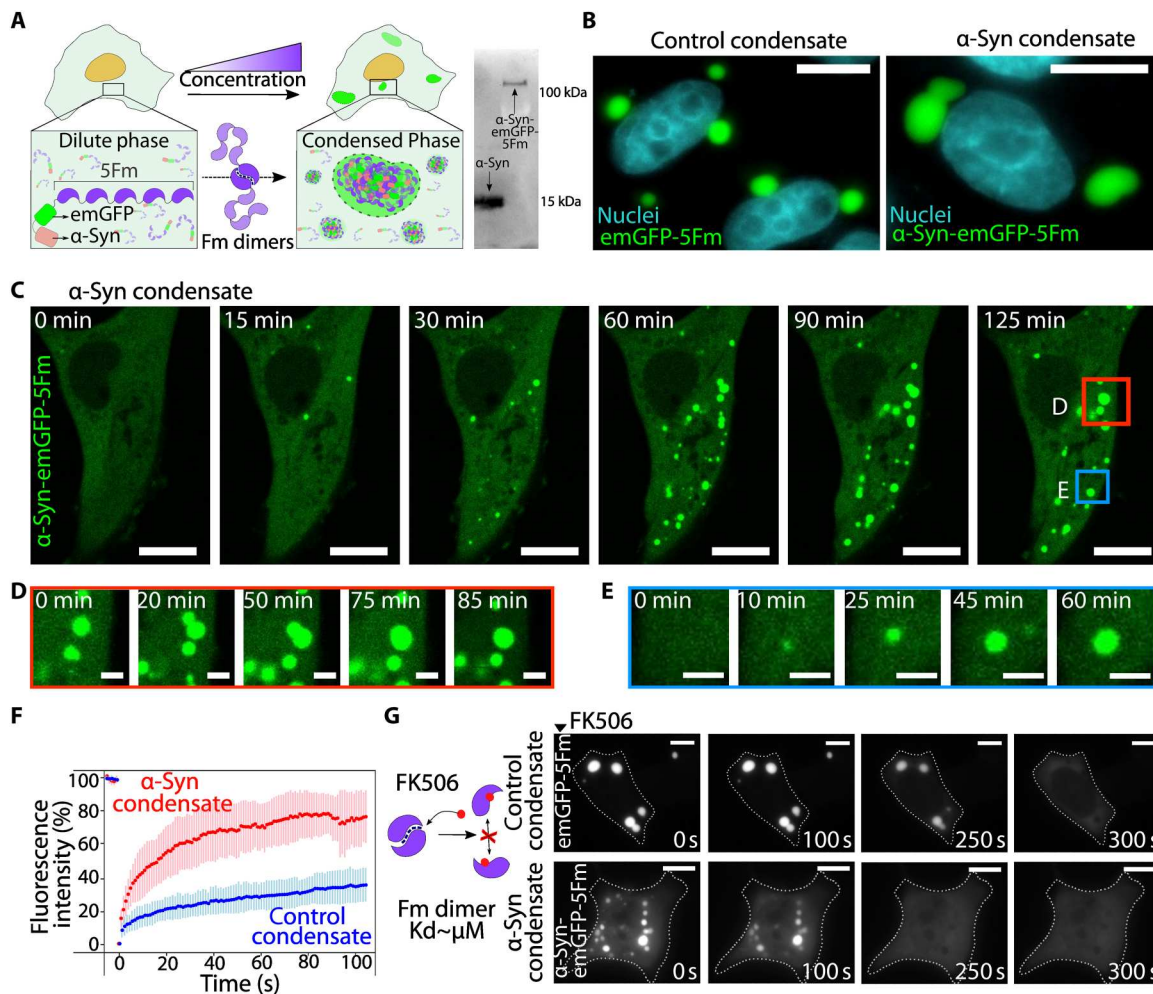 A
Concentration
Dilute phase
5Fm
emGFP
α-Syn
Fm dimers
Condensed Phase
100 kDa
α-Syn-
emGFP-
5Fm
α-Syn
15 kDa
B
Control condensate
α-Syn condensate
Nuclei
emGFP-5Fm
Nuclei
α-Syn-emGFP-5Fm
C
α-Syn condensate
α-Syn-emGFP-5Fm
0 min
15 min
30 min
60 min
90 min
125 min
D
E
D
0 min
20 min
50 min
75 min
85 min
E
0 min
10 min
25 min
45 min
60 min
F
Fluorescence
intensity (%)
100
80
60
40
20
0
α-Syn
condensate
Control
condensate
0
20
40
60
80
100
Time (s)
G
FK506
FK506
Fm dimer
Kd~μM
Control
condensate
emGFP-5Fm
0 s
100 s
250 s
300 s
α-Syn condensate
α-Syn-
emGFP-5Fm
0 s
100 s
250 s
300 s